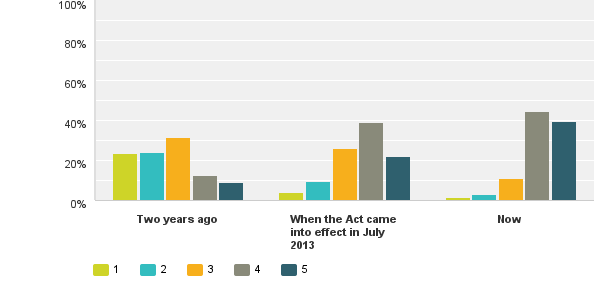 100%
80%
60%
40%
20%
0%
Two years ago
When the Act came
into effect in July
2013
Now
1 2 3 4 5